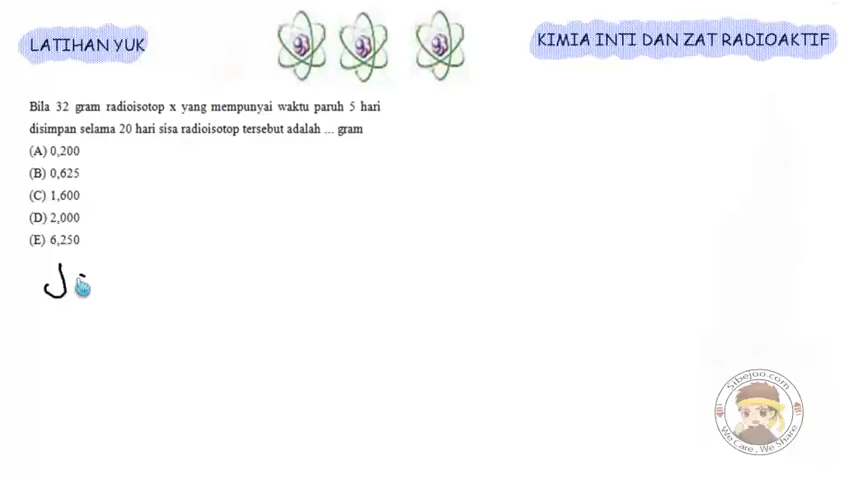 LATIHAN YUK
KIMIA INTI DAN ZAT RADIOAKTIF
Bila 32 gram radioisotop x yang mempunyai waktu paruh 5 hari
disimpan selama 20 hari sisa radioisotop tersebut adalah ... gram
(A) 0,200
(B) 0,625
(C) 1,600
(D) 2,000
(E) 6,250
Sibejoo.com
We Care, We Share